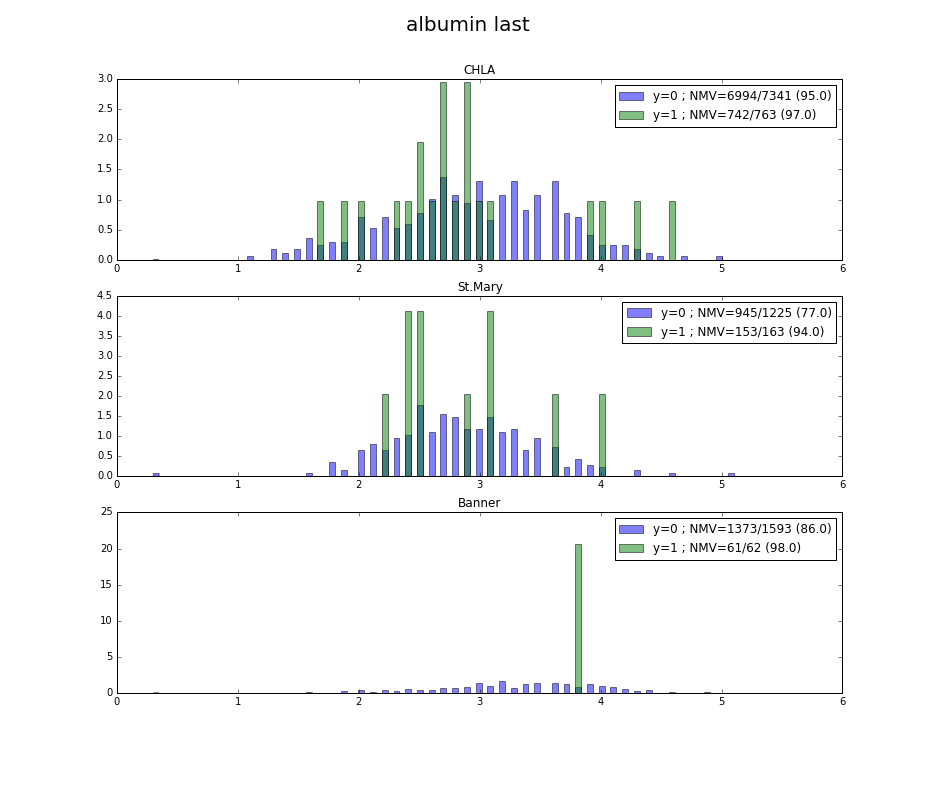 albumin last
CHLA
3.0
2.5
2.0
1.5
1.0
0.5
0.0
y=0 ; NMV=6994/7341 (95.0)
y=1 ; NMV=742/763 (97.0)
0 1 2 3 4 5 6
St.Mary
4.5
4.0
3.5
3.0
2.5
2.0
1.5
1.0
0.5
0.0
y=0 ; NMV=945/1225 (77.0)
y=1 ; NMV=153/163 (94.0)
0 1 2 3 4 5 6
Banner
25
20
15
10
5
0
y=0 ; NMV=1373/1593 (86.0)
y=1 ; NMV=61/62 (98.0)
0 1 2 3 4 5 6